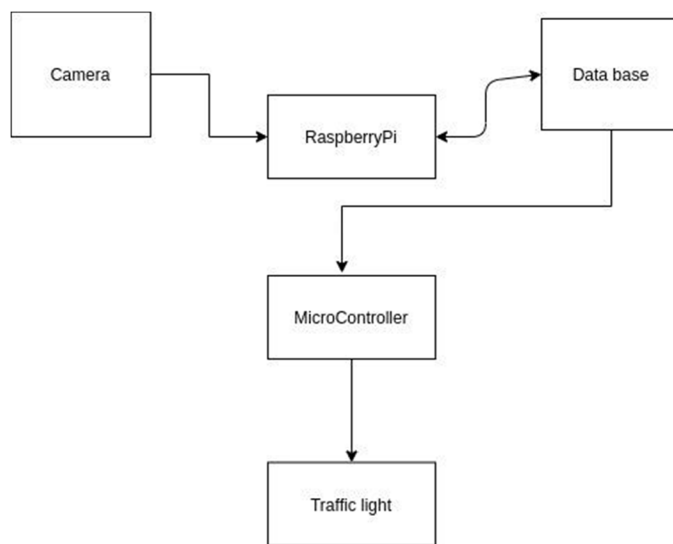 Camera
Data base
RaspberryPi
MicroController
Traffic light